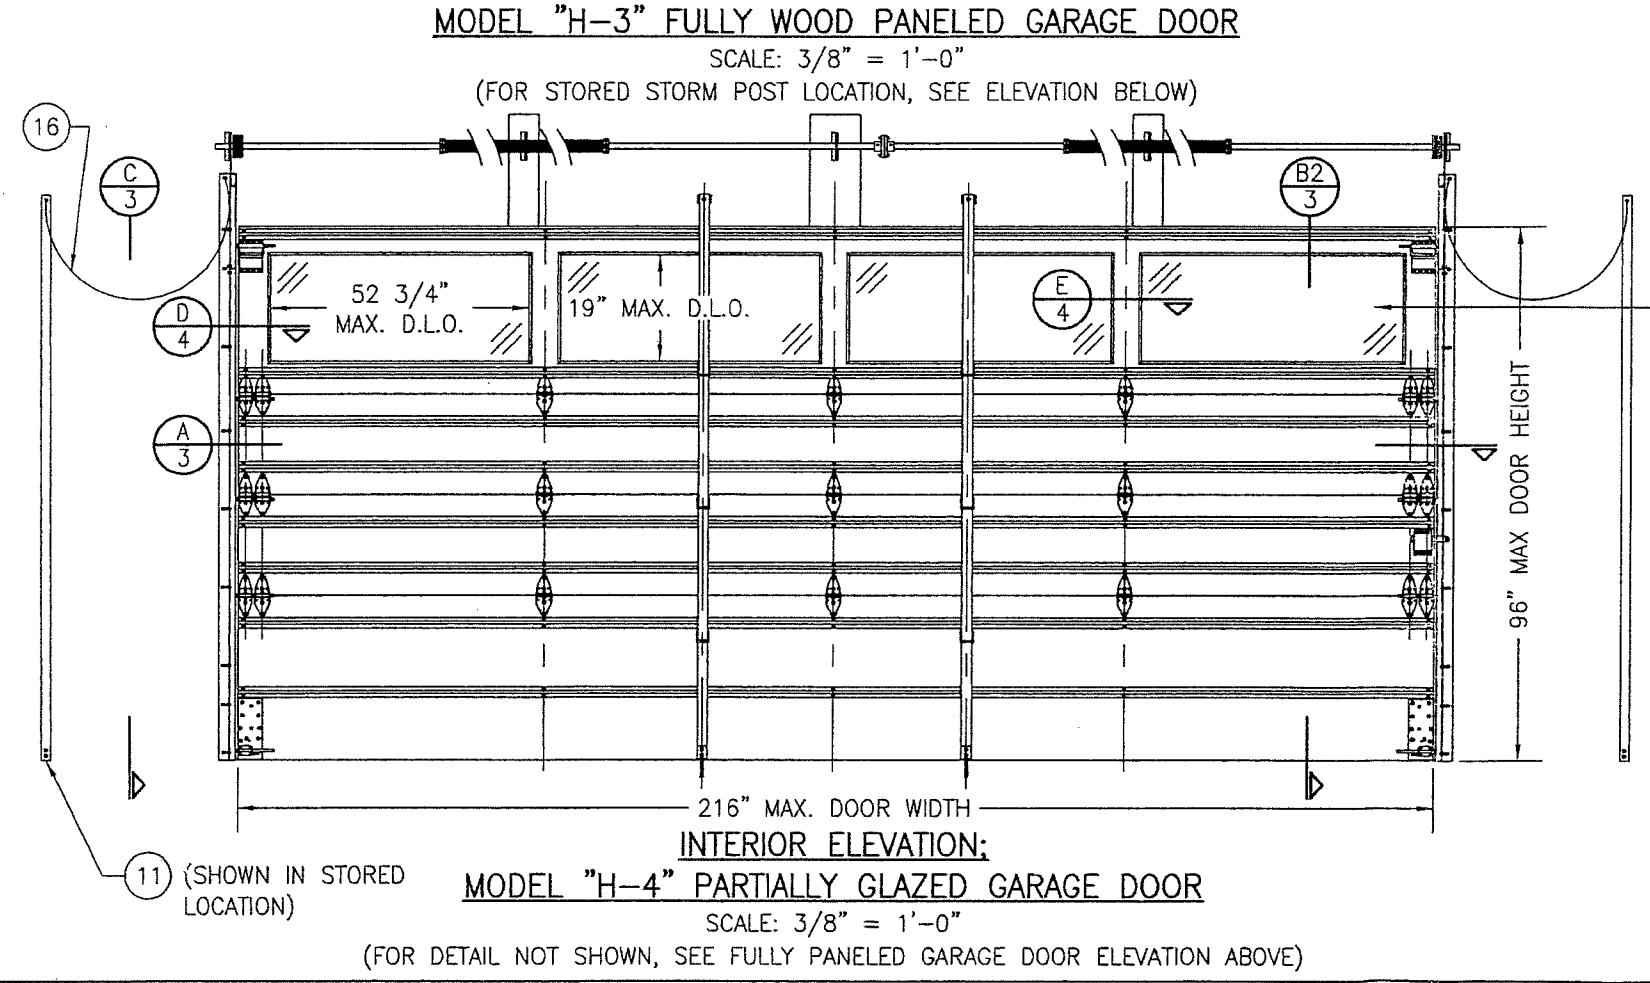 MODEL "H-3" FULLY WOOD PANELED GARAGE DOOR
SCALE: 3/8" = 1'-0"
(FOR STORED STORM POST LOCATION, SEE ELEVATION BELOW)
16
C
3
B2
3
52 3/4"
MAX. D.L.O.
19" MAX. D.L.O.
E
4
D
4
A
3
96" MAX DOOR HEIGHT
216" MAX. DOOR WIDTH
INTERIOR ELEVATION;
11 (SHOWN IN STORED
LOCATION)
MODEL "H-4" PARTIALLY GLAZED GARAGE DOOR
SCALE: 3/8" = 1'-0"
(FOR DETAIL NOT SHOWN, SEE FULLY PANELED GARAGE DOOR ELEVATION ABOVE)